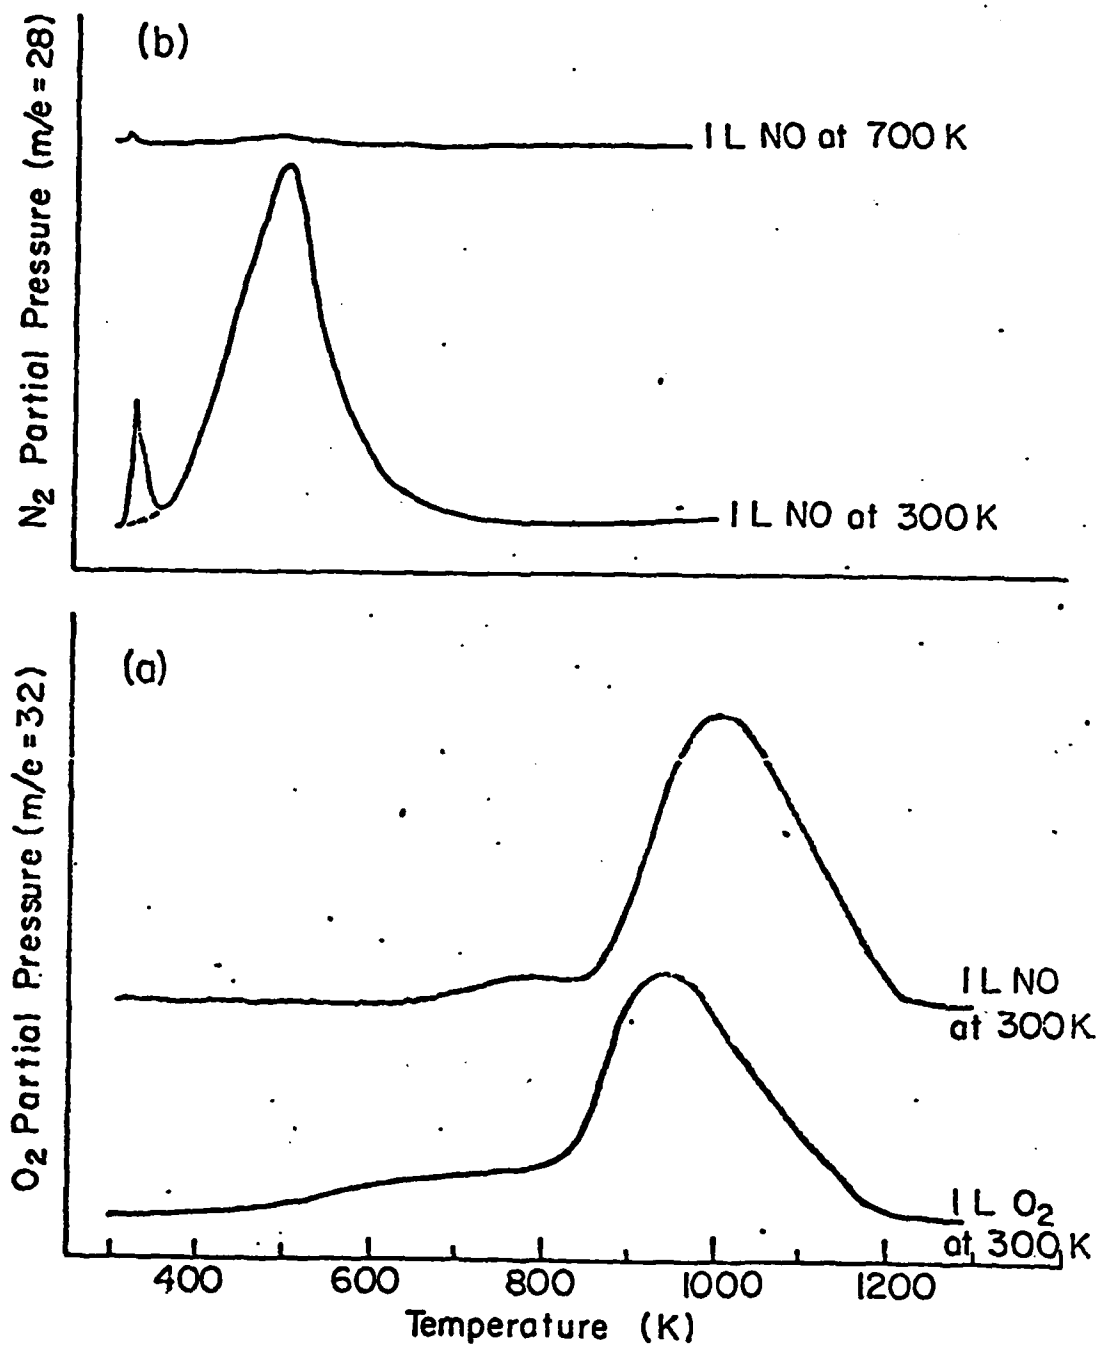 (b)
N2 Partial Pressure (m/e = 28)
1 L NO at 700 K
1 L NO at 300 K
(a)
O2 Partial Pressure (m/e = 32)
1 L NO
at 300 K
1 L O2
at 300 K
400 600 800 1000 1200
Temperature (K)